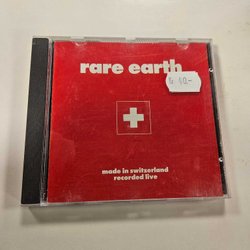 rare earth
made in switzerland
recorded live